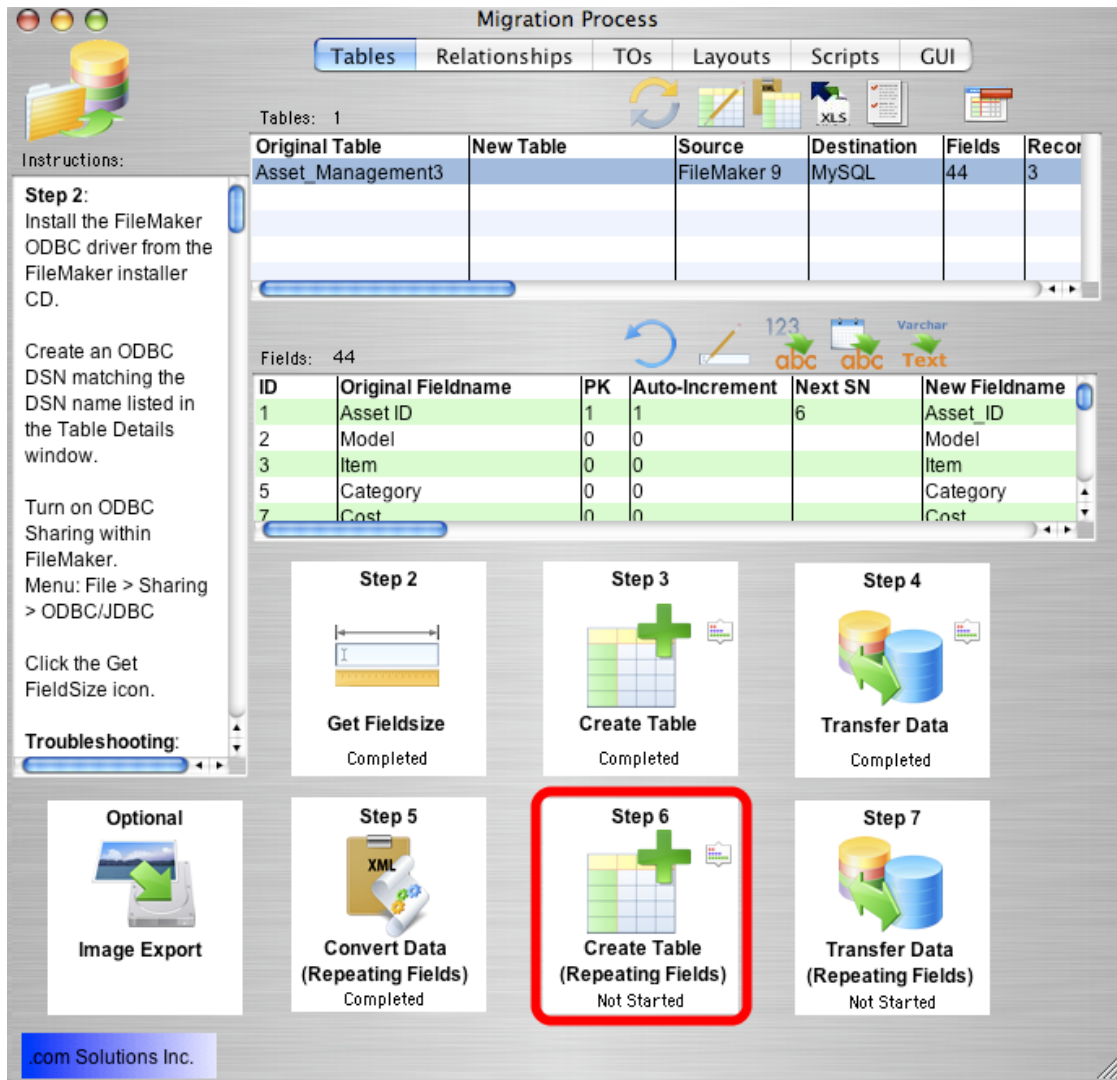 Migration Process
Tables Relationships TOs Layouts Scripts GUI
Tables: 1
XLS
Instructions:
Original Table New Table Source Destination Fields Recor
Asset_Management3 FileMaker 9 MySQL 44 3
Step 2:
Install the FileMaker
ODBC driver from the
FileMaker installer
CD.
Create an ODBC
DSN matching the
DSN name listed in
the Table Details
window.
Turn on ODBC
Sharing within
FileMaker.
Menu: File > Sharing
> ODBC/JDBC
Click the Get
FieldSize icon.
Troubleshooting:
Fields: 44
123
abc
abc
Varchar
Text
ID Original Fieldname PK Auto-Increment Next SN New Fieldname
1 Asset ID 1 1 6 Asset_ID
2 Model 0 0 Model
3 Item 0 0 Item
5 Category 0 0 Category
7 Cost 0 0 Cost
Step 2
Get Fieldsize
Completed
Step 3
Create Table
Completed
Step 4
Transfer Data
Completed
Optional
Image Export
Step 5
XML
Convert Data
(Repeating Fields)
Completed
Step 6
Create Table
(Repeating Fields)
Not Started
Step 7
Transfer Data
(Repeating Fields)
Not Started
.com Solutions Inc.